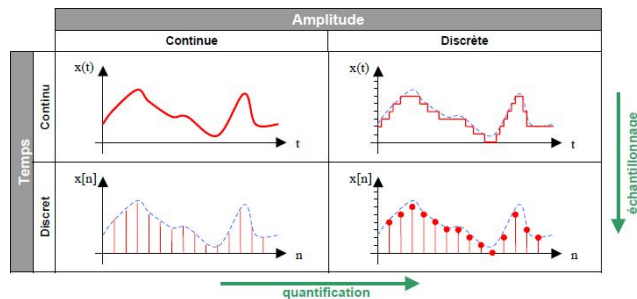 Amplitude
Continue
Discrète
Temps
Continu
x(t)
t
x(t)
t
échantillonnage
Discret
x[n]
n
x[n]
n
quantification